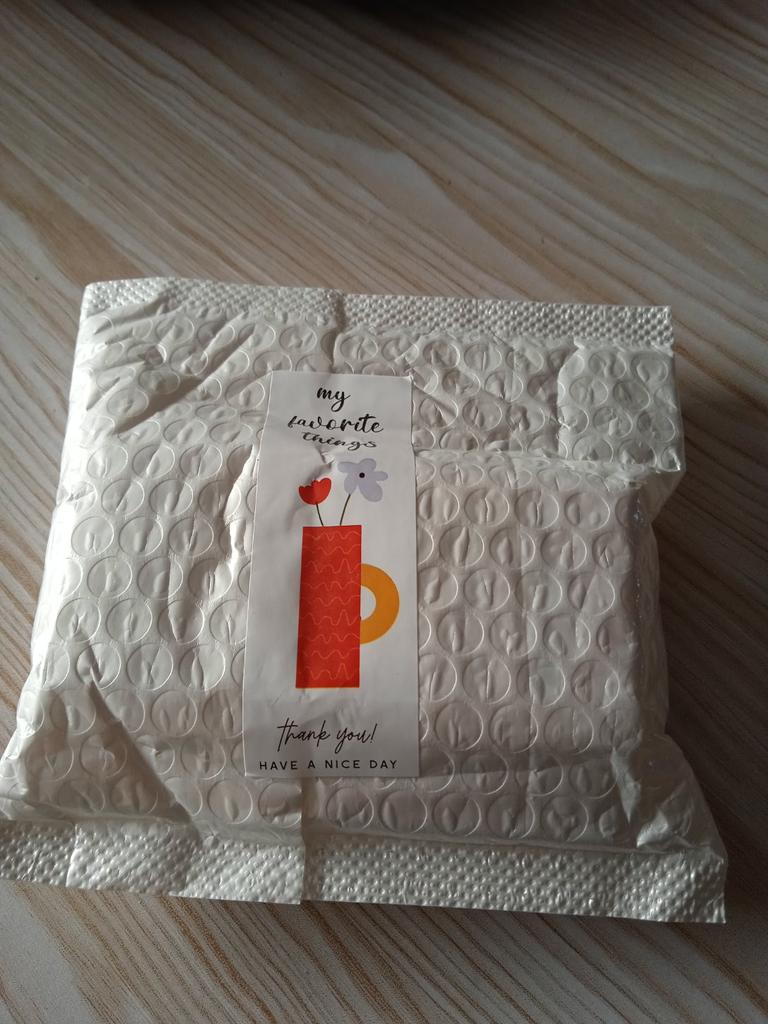 my
favorite
things
thank you!
HAVE A NICE DAY